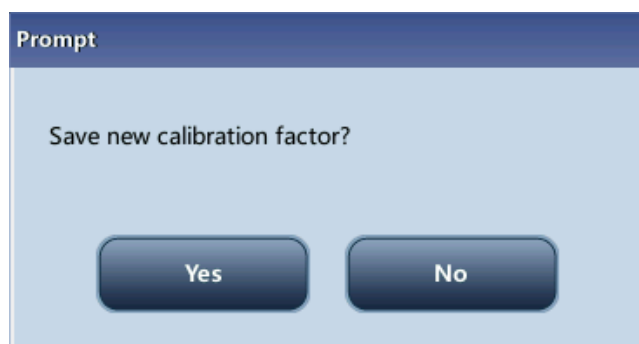 Prompt
Save new calibration factor?
Yes No